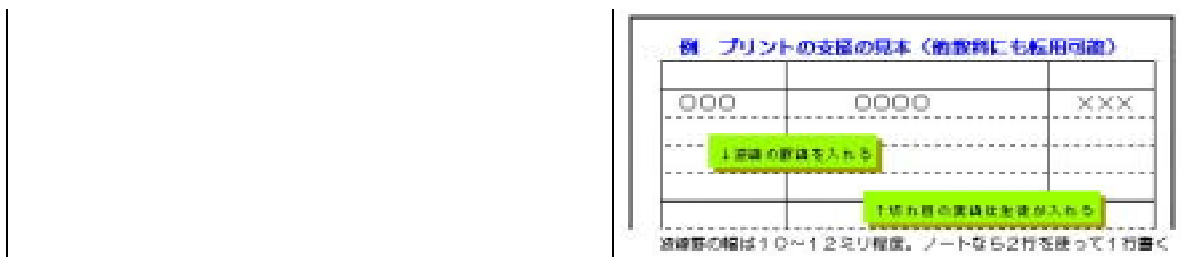 例 プリントの支援の見本（他教科にも転用可能）
○○○ ○○○○ ×××
↓波線の罫線を入れる
↑切れ目の実線は生徒が入れる
波線罫の幅は１０～１２ミリ程度。ノートなら２行を使って１行書く